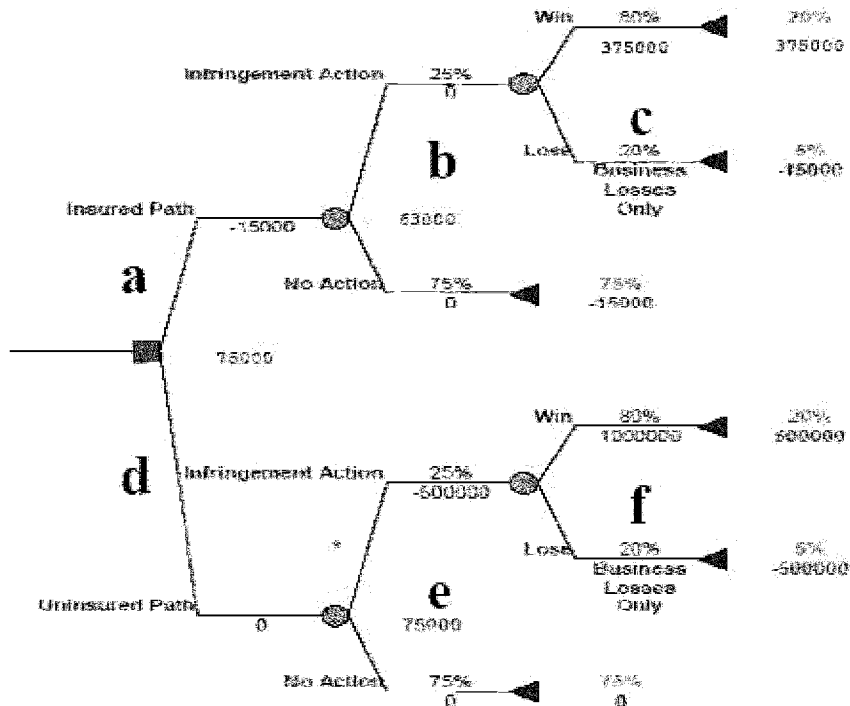 Win 80% 20%
375000 375000
Infringement Action 25%
0
c
b
Lose 20% 5%
Business -15000
Losses
Only
Insured Path
-15000 63000
a
No Action 75% 75%
0 -15000
75000
Win 80% 20%
1000000 500000
d
Infringement Action 25%
-500000
f
Lose 20% 5%
Business -500000
Losses
Only
e
Uninsured Path
0 75000
No Action 75% 75%
0 0